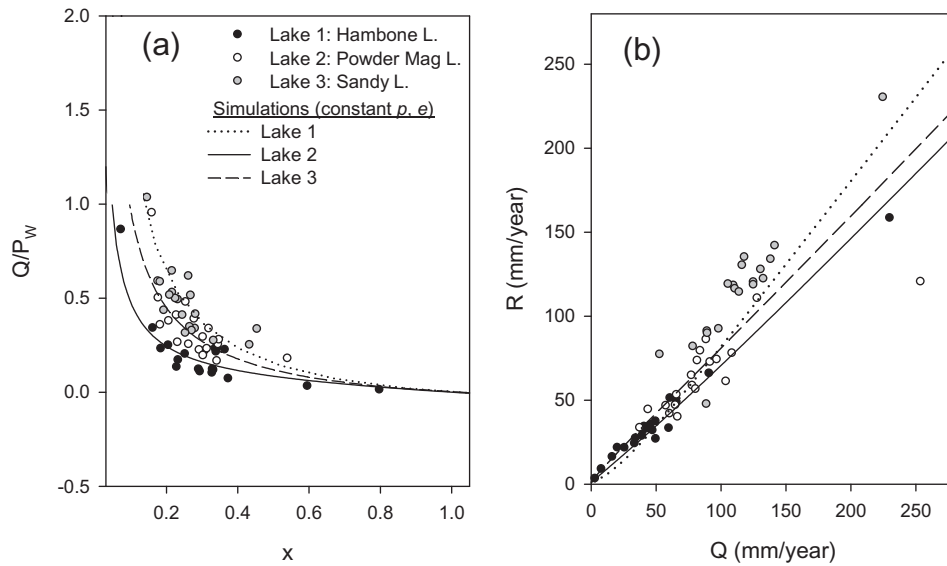 (a)
Lake 1: Hambone L.
Lake 2: Powder Mag L.
Lake 3: Sandy L.
Simulations (constant p, e)
Lake 1
Lake 2
Lake 3
2.0
1.5
1.0
0.5
0.0
-0.5
Q/PW
0.2
0.4
0.6
0.8
1.0
x
(b)
250
200
150
100
50
0
R (mm/year)
0
50
100
150
200
250
Q (mm/year)